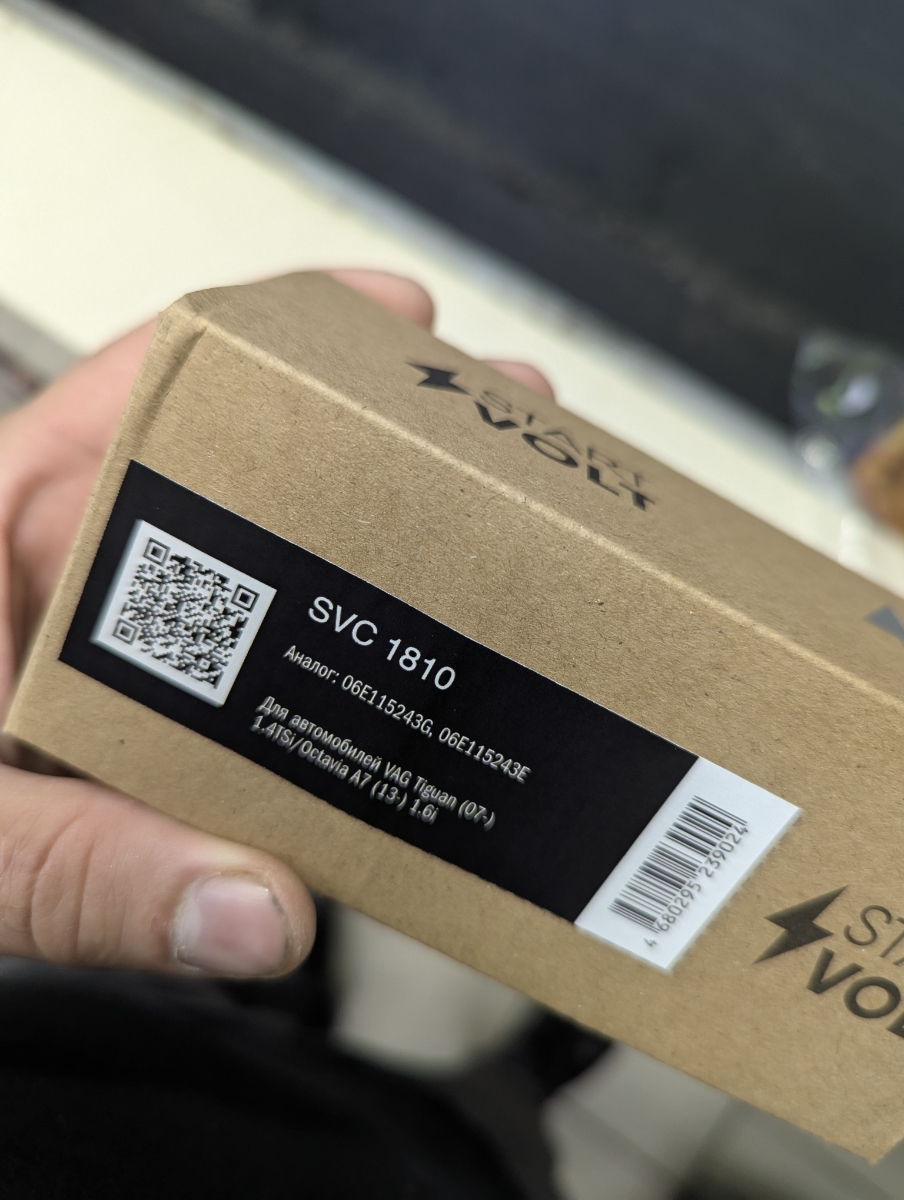 START
VOLT
SVC 1810
Аналог: 06E115243G, 06E115243E
Для автомобилей VAG Tiguan (07-)
1.4TSi/Octavia A7 (13-) 1.6i
4 680295 239024